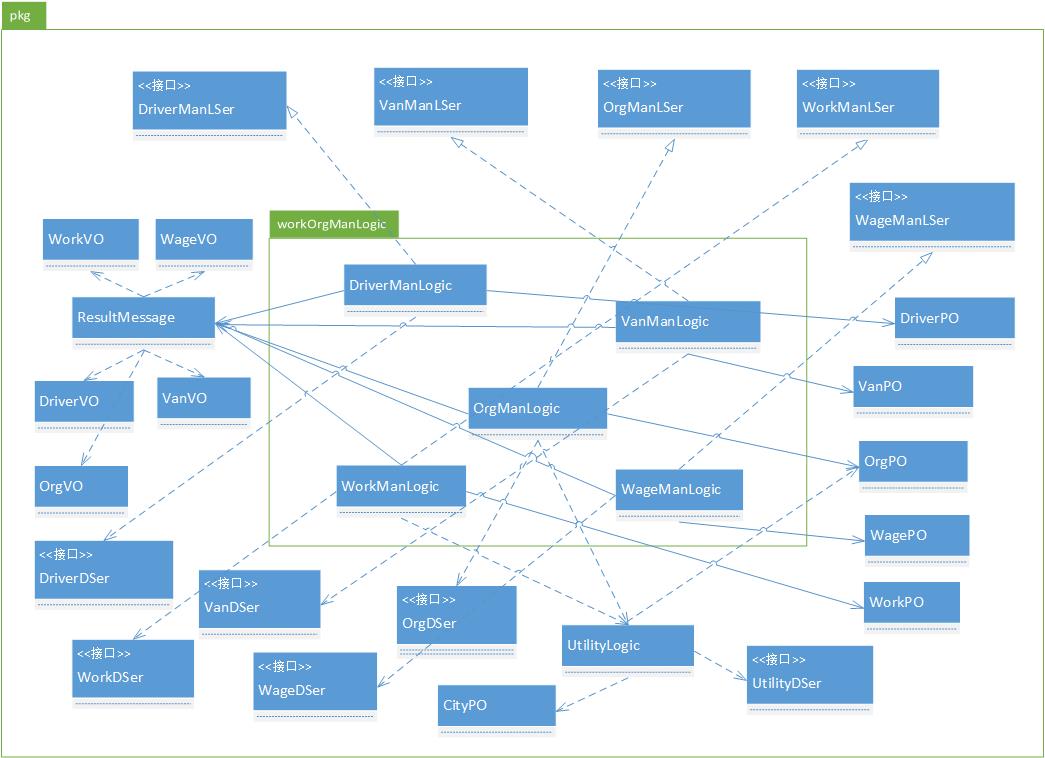 pkg
<<接口>>
DriverManLSer
<<接口>>
VanManLSer
<<接口>>
OrgManLSer
<<接口>>
WorkManLSer
<<接口>>
WageManLSer
workOrgManLogic
WorkVO
WageVO
DriverManLogic
ResultMessage
VanManLogic
DriverPO
DriverVO
VanVO
OrgManLogic
VanPO
OrgVO
WorkManLogic
WageManLogic
OrgPO
WagePO
<<接口>>
DriverDSer
<<接口>>
VanDSer
<<接口>>
OrgDSer
WorkPO
<<接口>>
WorkDSer
<<接口>>
WageDSer
UtilityLogic
<<接口>>
UtilityDSer
CityPO